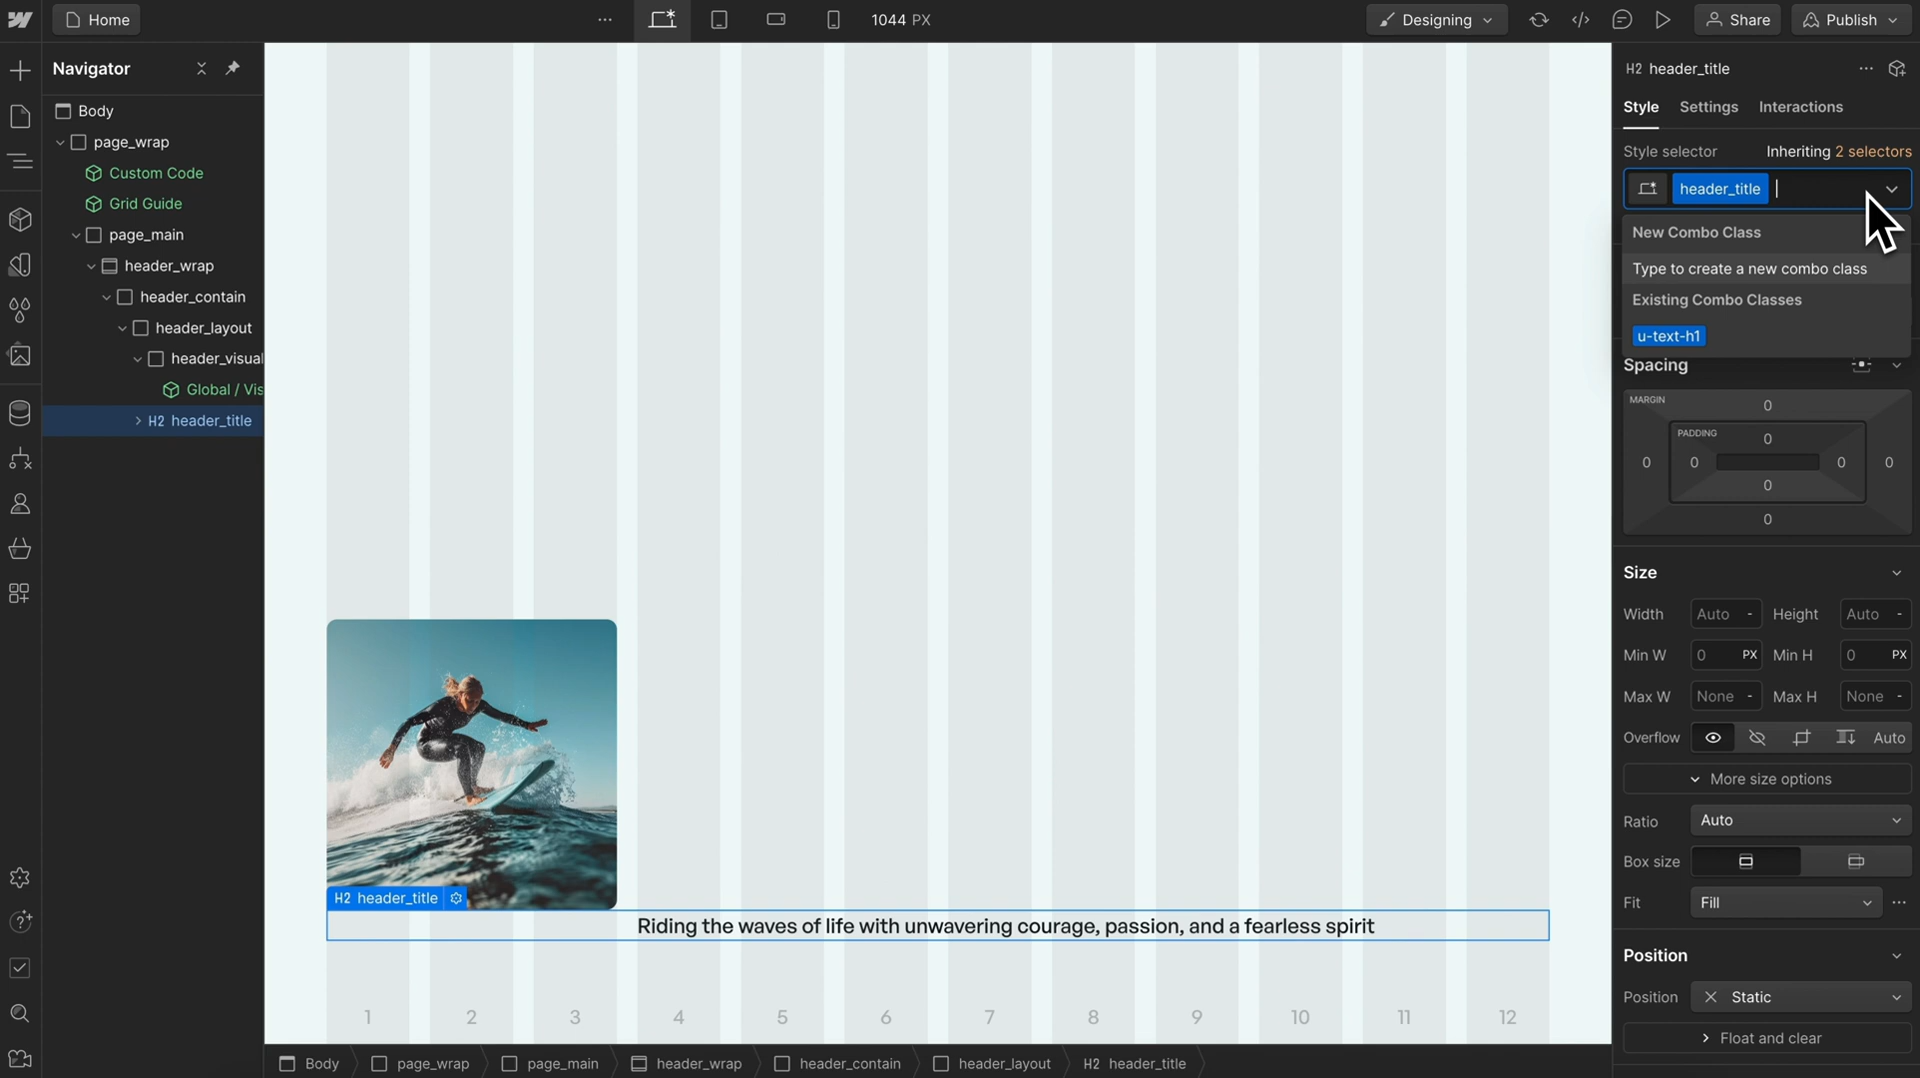 Home
1044 PX
Designing
Share
Publish
Navigator
Body
page_wrap
Custom Code
Grid Guide
page_main
header_wrap
header_contain
header_layout
header_visual
Global / Vis
H2 header_title
H2 header_title
Riding the waves of life with unwavering courage, passion, and a fearless spirit
1 2 3 4 5 6 7 8 9 10 11 12
Body page_wrap page_main header_wrap header_contain header_layout H2 header_title
H2 header_title
Style Settings Interactions
Style selector Inheriting 2 selectors
header_title
New Combo Class
Type to create a new combo class
Existing Combo Classes
u-text-h1
Spacing
MARGIN
0
PADDING
0
0 0 0 0
0
0
Size
Width Auto - Height Auto -
Min W 0 PX Min H 0 PX
Max W None - Max H None -
Overflow Auto
More size options
Ratio Auto
Box size
Fit Fill
Position
Position Static
Float and clear